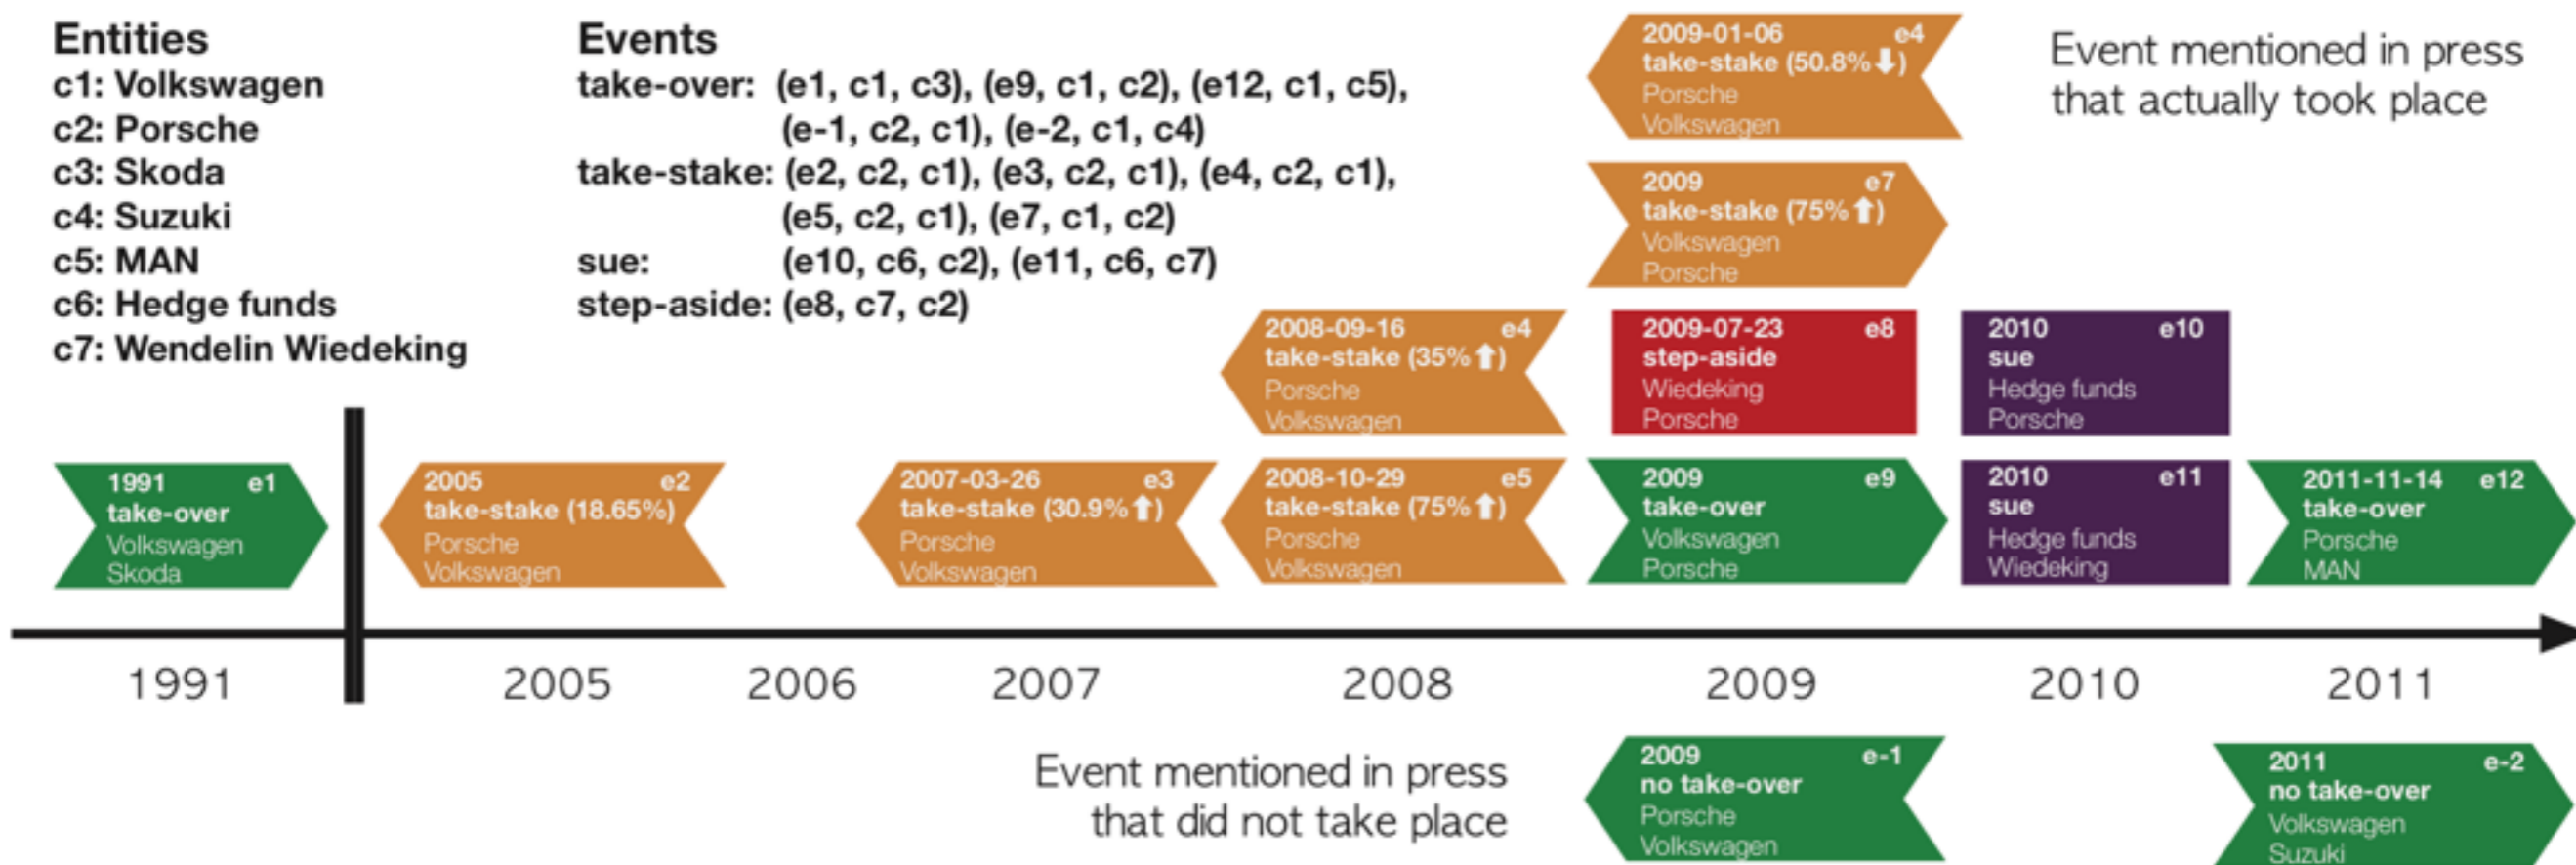 Entities
c1: Volkswagen
c2: Porsche
c3: Skoda
c4: Suzuki
c5: MAN
c6: Hedge funds
c7: Wendelin Wiedeking
Events
take-over: (e1, c1, c3), (e9, c1, c2), (e12, c1, c5),
(e-1, c2, c1), (e-2, c1, c4)
take-stake: (e2, c2, c1), (e3, c2, c1), (e4, c2, c1),
(e5, c2, c1), (e7, c1, c2)
sue: (e10, c6, c2), (e11, c6, c7)
step-aside: (e8, c7, c2)
2009-01-06 e4
take-stake (50.8%⬇)
Porsche
Volkswagen
Event mentioned in press
that actually took place
2009 e7
take-stake (75%⬆)
Volkswagen
Porsche
2008-09-16 e4
take-stake (35%⬆)
Porsche
Volkswagen
2009-07-23 e8
step-aside
Wiedeking
Porsche
2010 e10
sue
Hedge funds
Porsche
1991 e1
take-over
Volkswagen
Skoda
2005 e2
take-stake (18.65%)
Porsche
Volkswagen
2007-03-26 e3
take-stake (30.9%⬆)
Porsche
Volkswagen
2008-10-29 e5
take-stake (75%⬆)
Porsche
Volkswagen
2009 e9
take-over
Volkswagen
Porsche
2010 e11
sue
Hedge funds
Wiedeking
2011-11-14 e12
take-over
Porsche
MAN
1991 2005 2006 2007 2008 2009 2010 2011
Event mentioned in press
that did not take place
2009 e-1
no take-over
Porsche
Volkswagen
2011 e-2
no take-over
Volkswagen
Suzuki